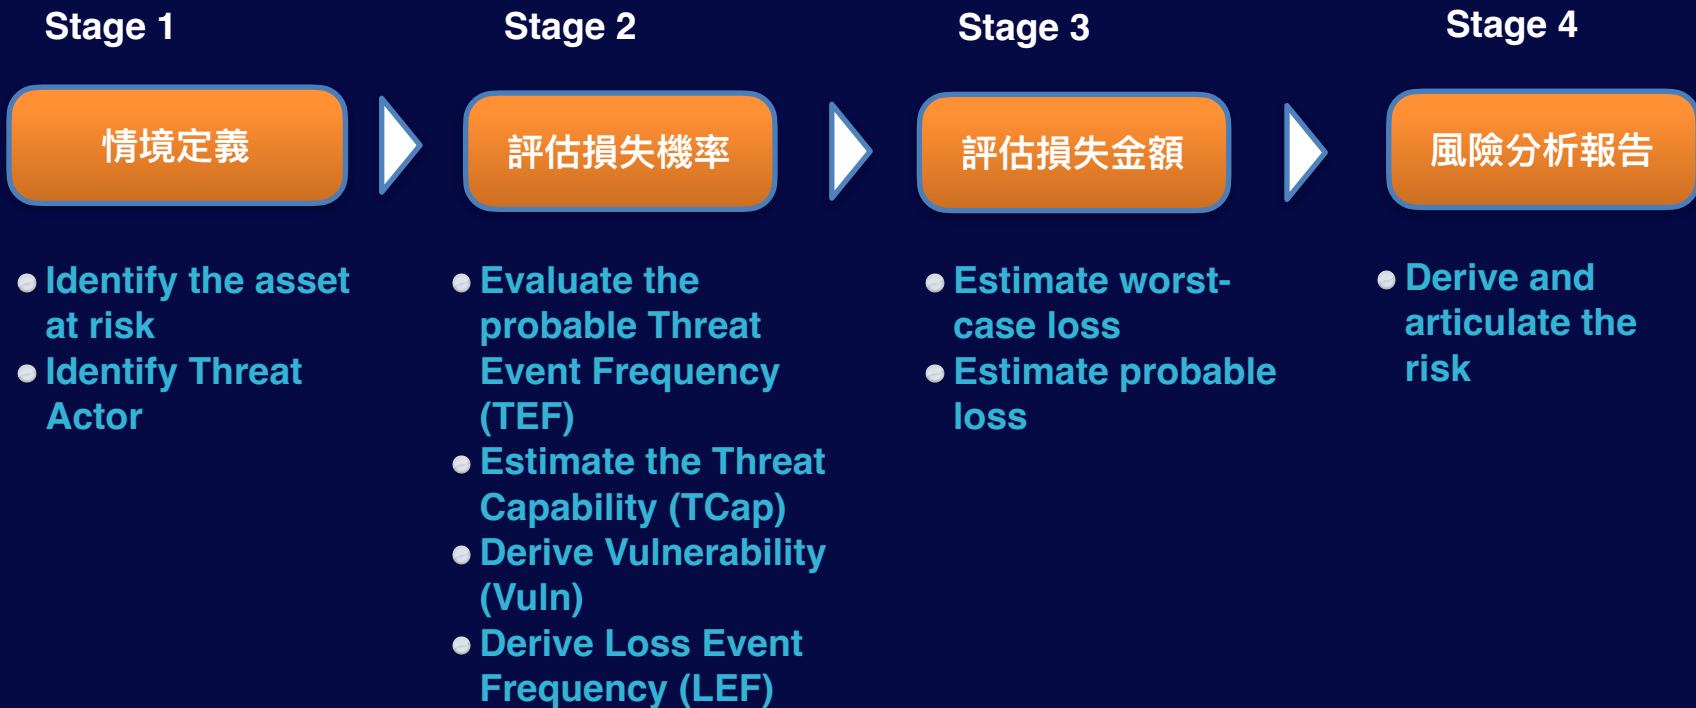 Stage 1
情境定義
Identify the asset
at risk
Identify Threat
Actor
Stage 2
評估損失機率
Evaluate the
probable Threat
Event Frequency
(TEF)
Estimate the Threat
Capability (TCap)
Derive Vulnerability
(Vuln)
Derive Loss Event
Frequency (LEF)
Stage 3
評估損失金額
Estimate worst-
case loss
Estimate probable
loss
Stage 4
風險分析報告
Derive and
articulate the
risk